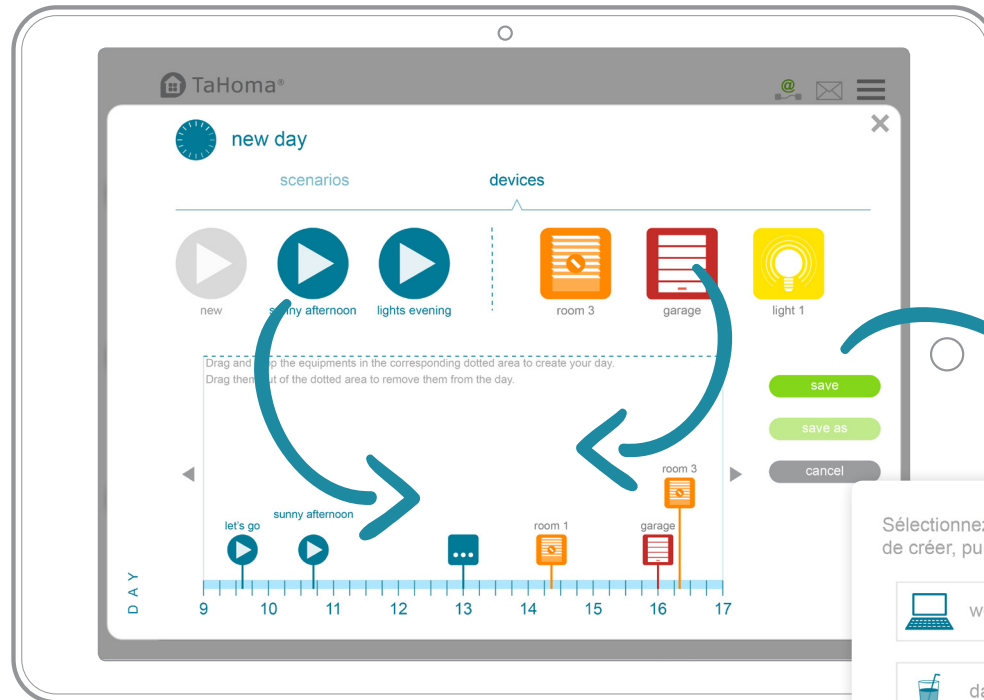 TaHoma®
@
new day
scenarios
devices
new
sunny afternoon
lights evening
room 3
garage
light 1
Drag and the equipments in the corresponding dotted area to create your day.
Drag them of the dotted area to remove them from the day.
save
save as
cancel
room 3
let's go
sunny afternoon
room 1
garage
DAY
9 10 11 12 13 14 15 16 17
Sélectionnez
de créer, pu
w
da